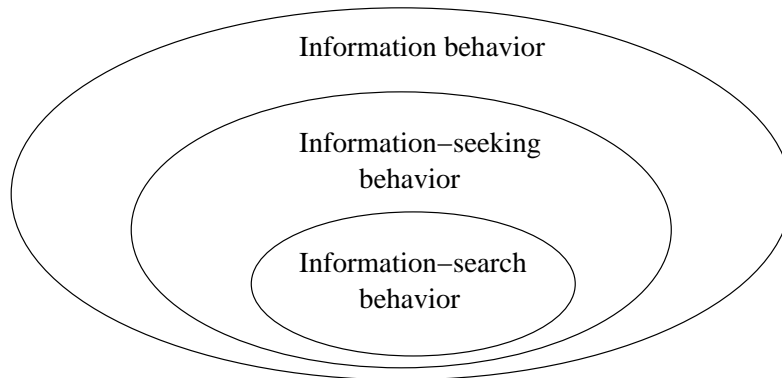 Information behavior
Information−seeking
behavior
Information−search
behavior